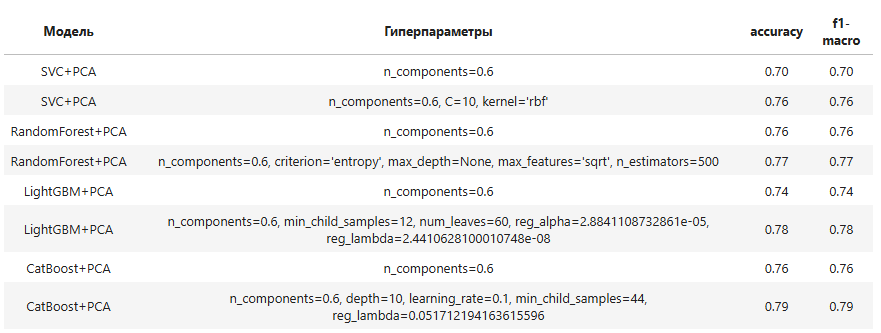 Модель Гиперпараметры accuracy f1-
macro
SVC+PCA n_components=0.6 0.70 0.70
SVC+PCA n_components=0.6, C=10, kernel='rbf' 0.76 0.76
RandomForest+PCA n_components=0.6 0.76 0.76
RandomForest+PCA n_components=0.6, criterion='entropy', max_depth=None, max_features='sqrt', n_estimators=500 0.77 0.77
LightGBM+PCA n_components=0.6 0.74 0.74
LightGBM+PCA n_components=0.6, min_child_samples=12, num_leaves=60, reg_alpha=2.8841108732861e-05, 0.78 0.78
reg_lambda=2.4410628100010748e-08
CatBoost+PCA n_components=0.6 0.76 0.76
CatBoost+PCA n_components=0.6, depth=10, learning_rate=0.1, min_child_samples=44, 0.79 0.79
reg_lambda=0.051712194163615596